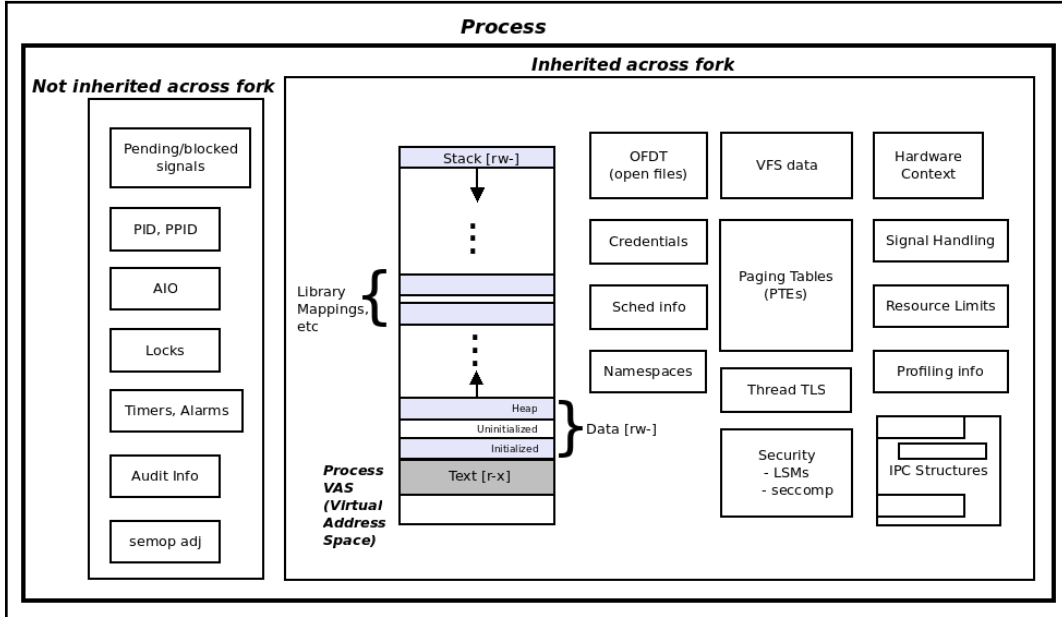 Process
Not inherited across fork
Pending/blocked
signals
PID, PPID
AIO
Locks
Timers, Alarms
Audit Info
semop adj
Inherited across fork
Stack [rw-]
Library
Mappings,
etc
Heap
Uninitialized
Initialized
Data [rw-]
Text [r-x]
Process
VAS
(Virtual
Address
Space)
OFDT
(open files)
VFS data
Hardware
Context
Credentials
Paging Tables
(PTEs)
Signal Handling
Sched info
Resource Limits
Namespaces
Thread TLS
Profiling info
Security
- LSMs
- seccomp
IPC Structures